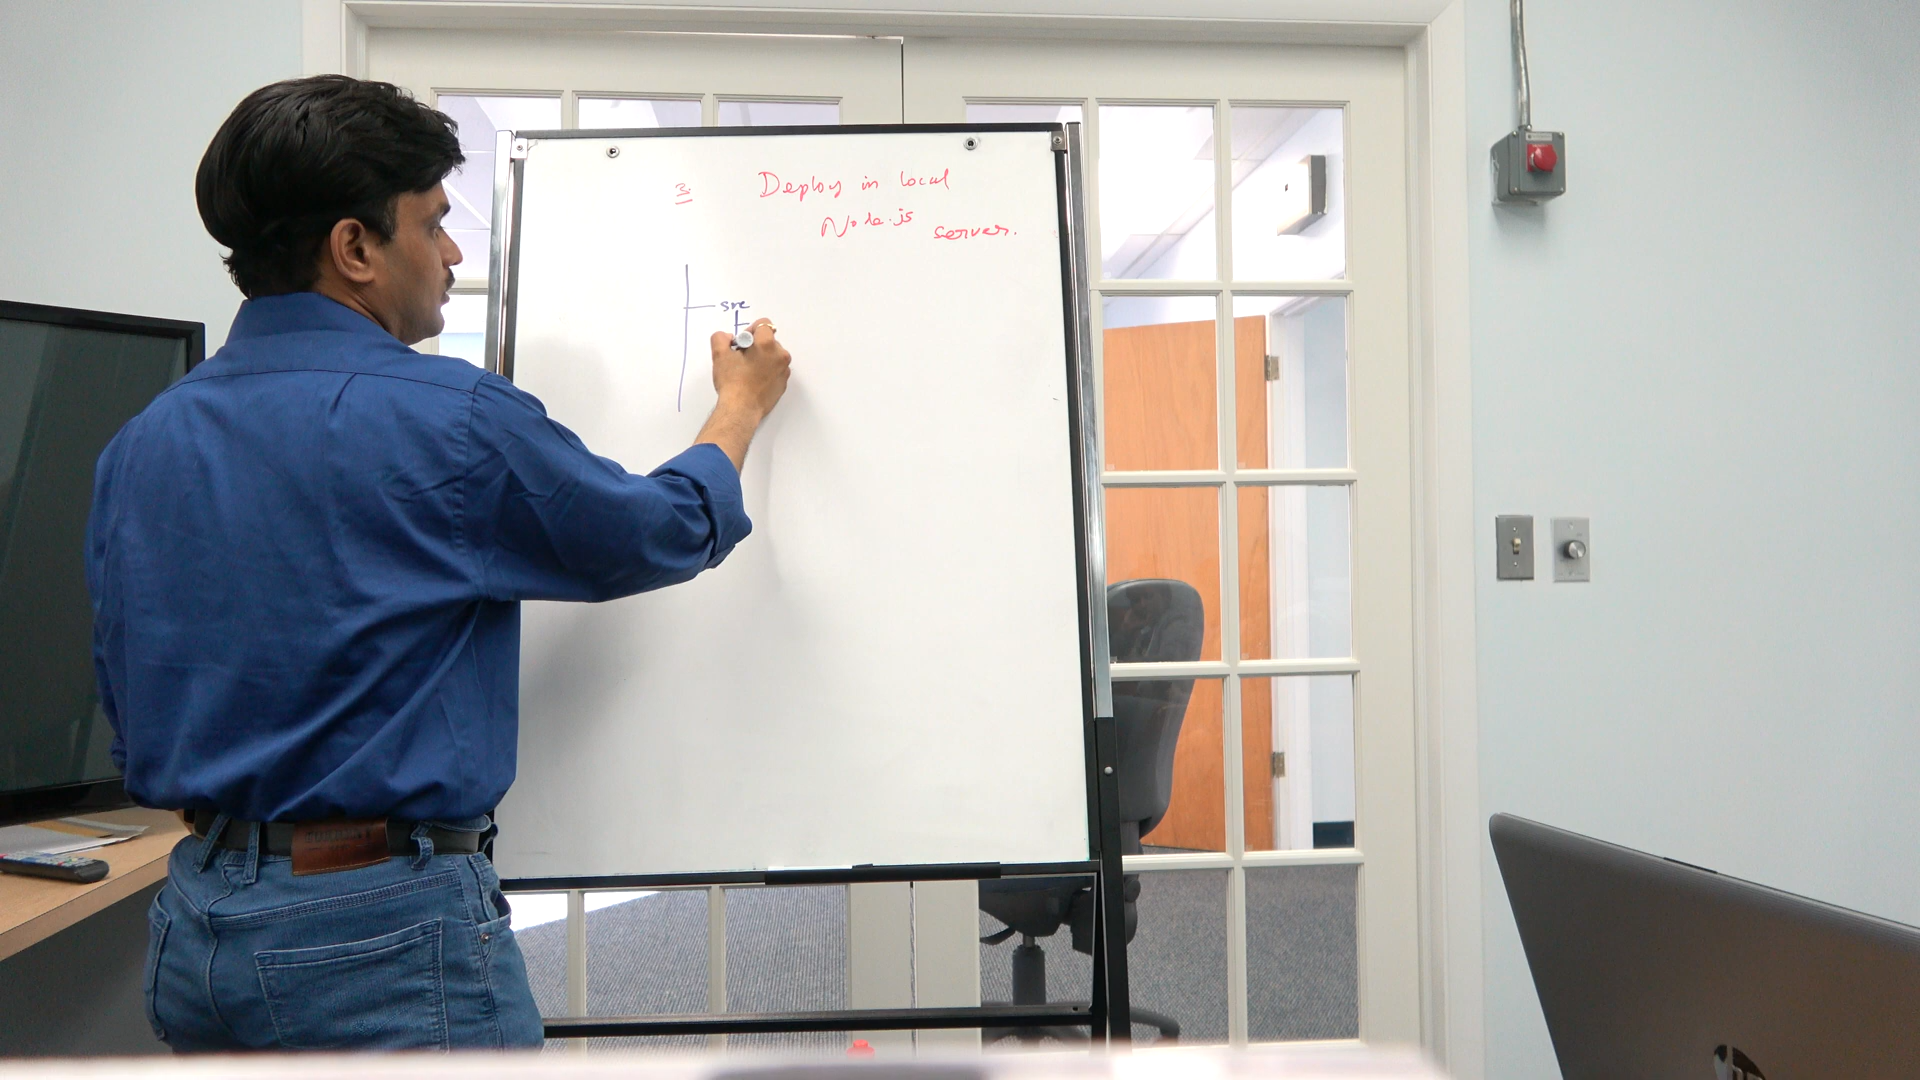 3. Deploy in local
Node.js server.
src